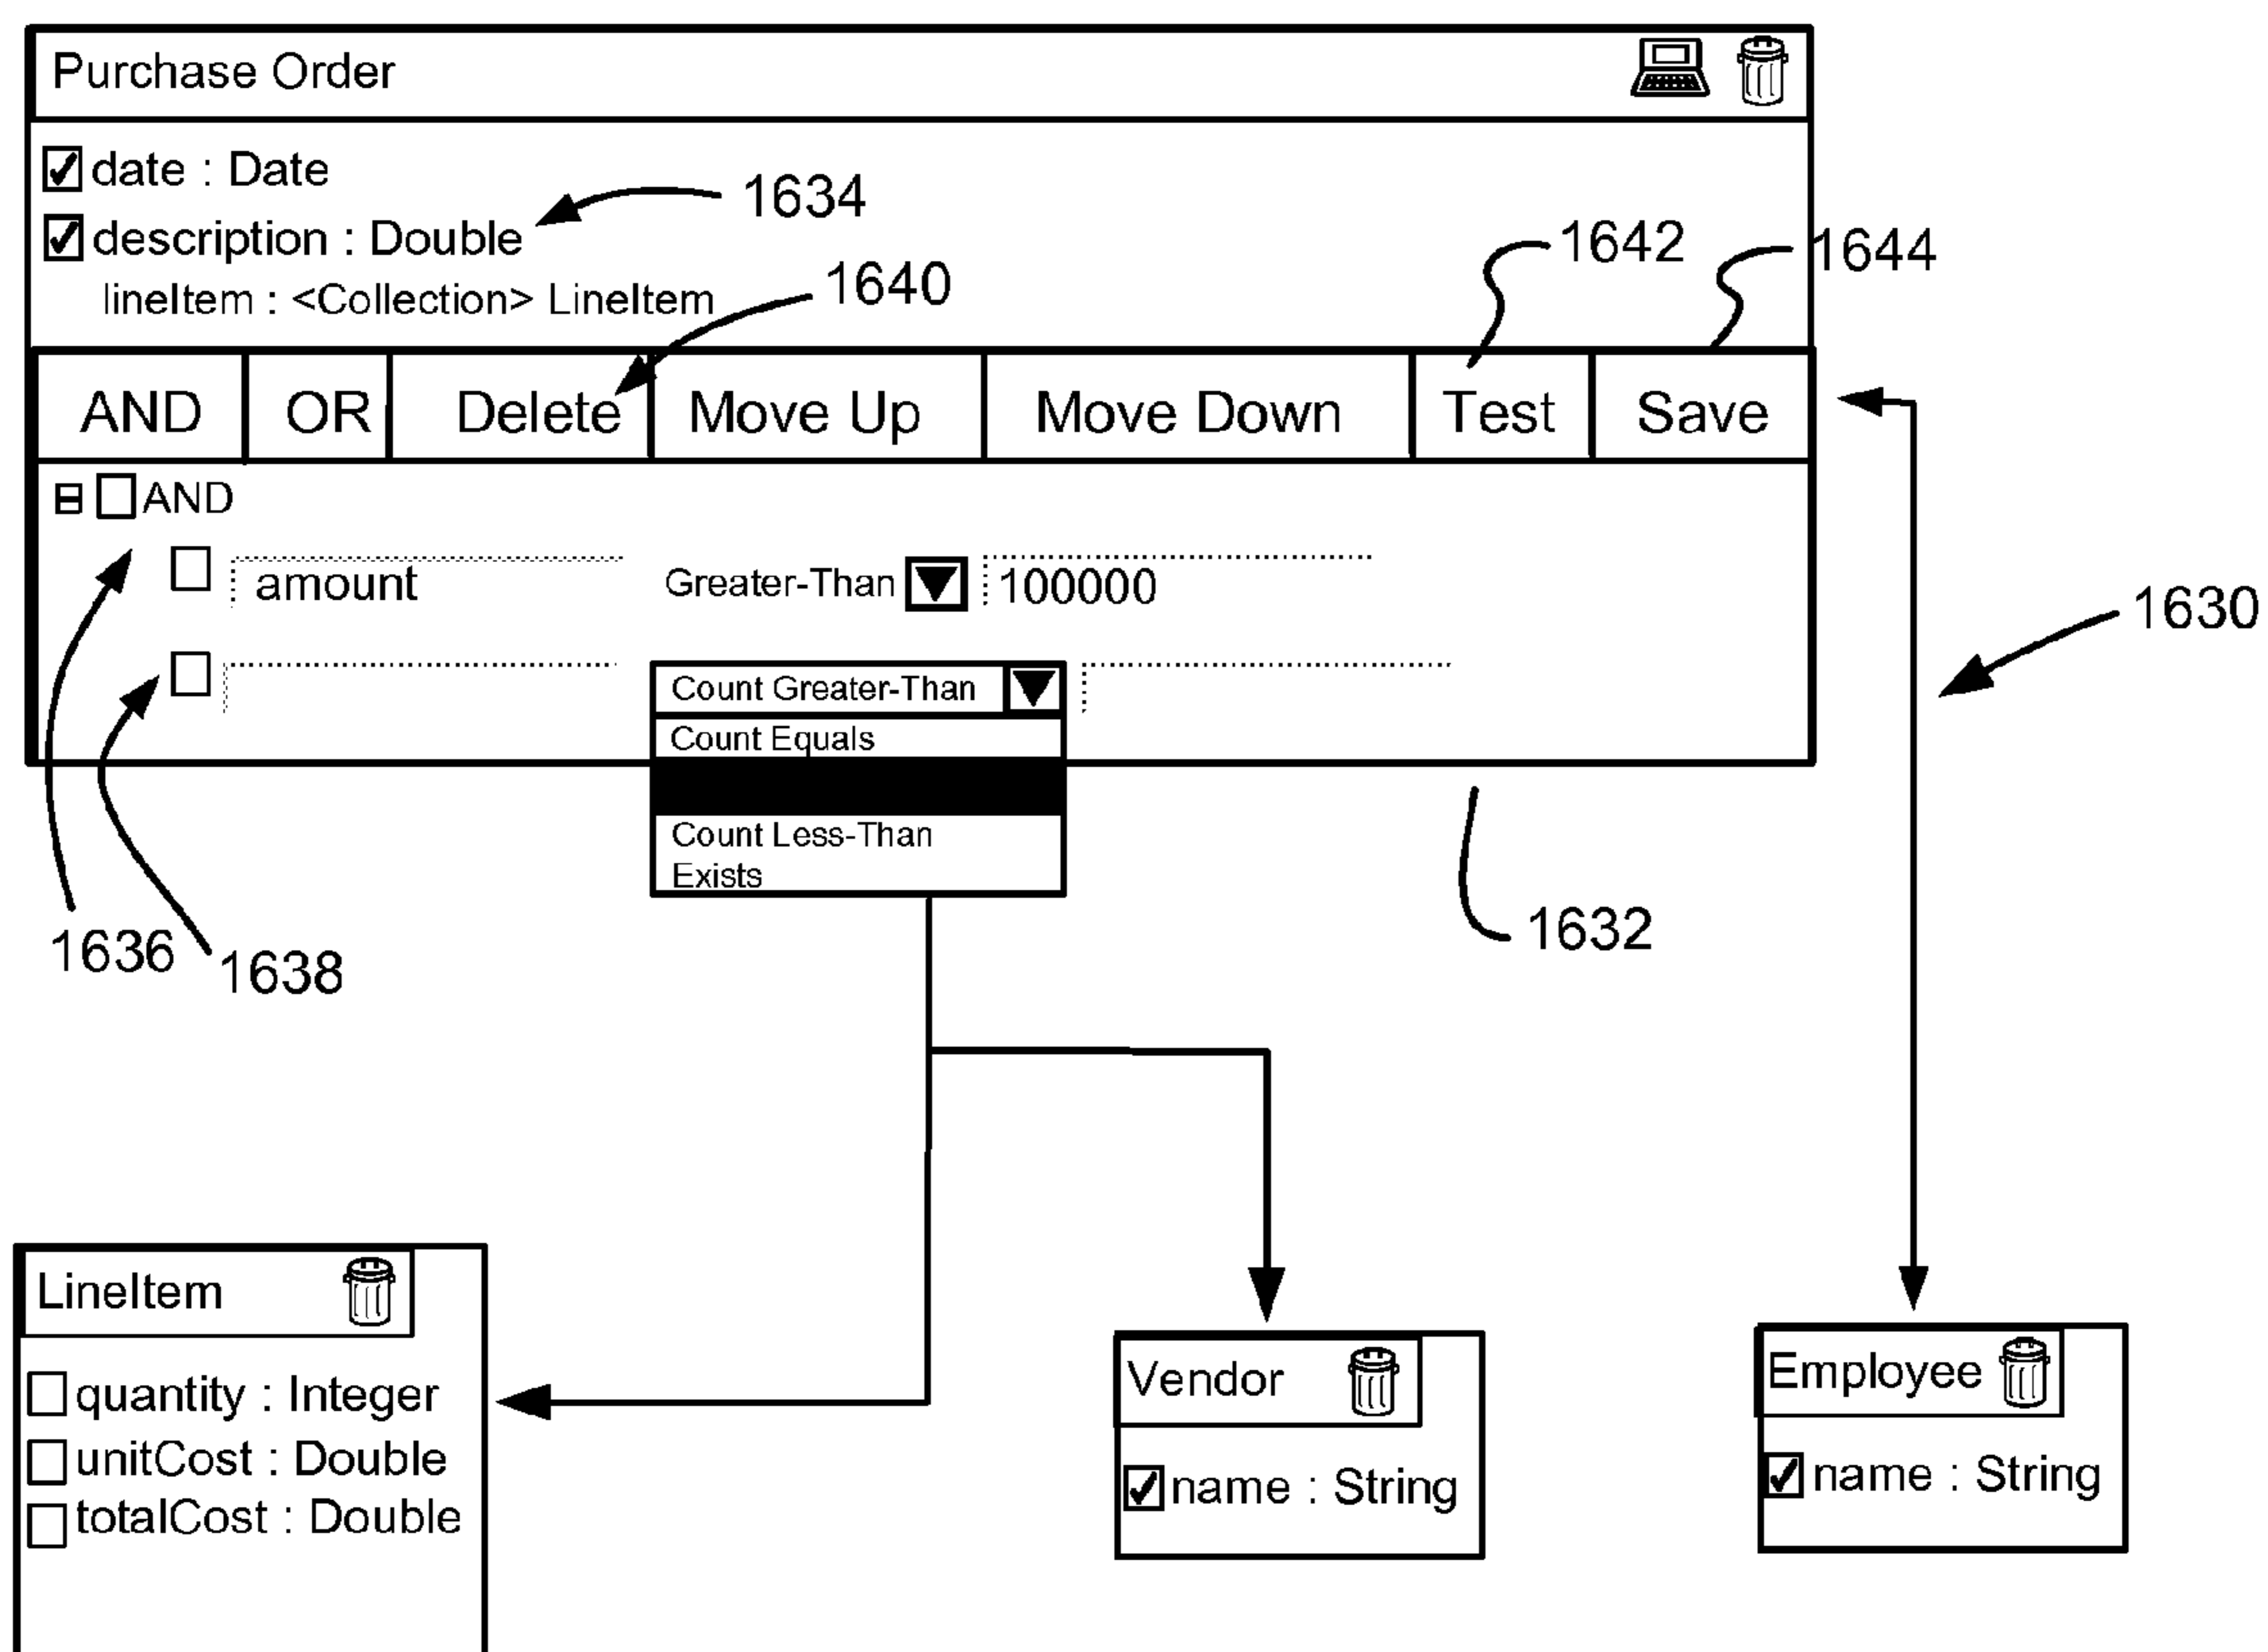 Purchase Order
date : Date
1634
description : Double
1642
1644
lineItem : <Collection> LineItem
1640
AND OR Delete Move Up Move Down Test Save
AND
amount Greater-Than 100000
1630
Count Greater-Than
Count Equals
Count Less-Than
Exists
1636
1638
1632
LineItem
quantity : Integer
unitCost : Double
totalCost : Double
Vendor
name : String
Employee
name : String